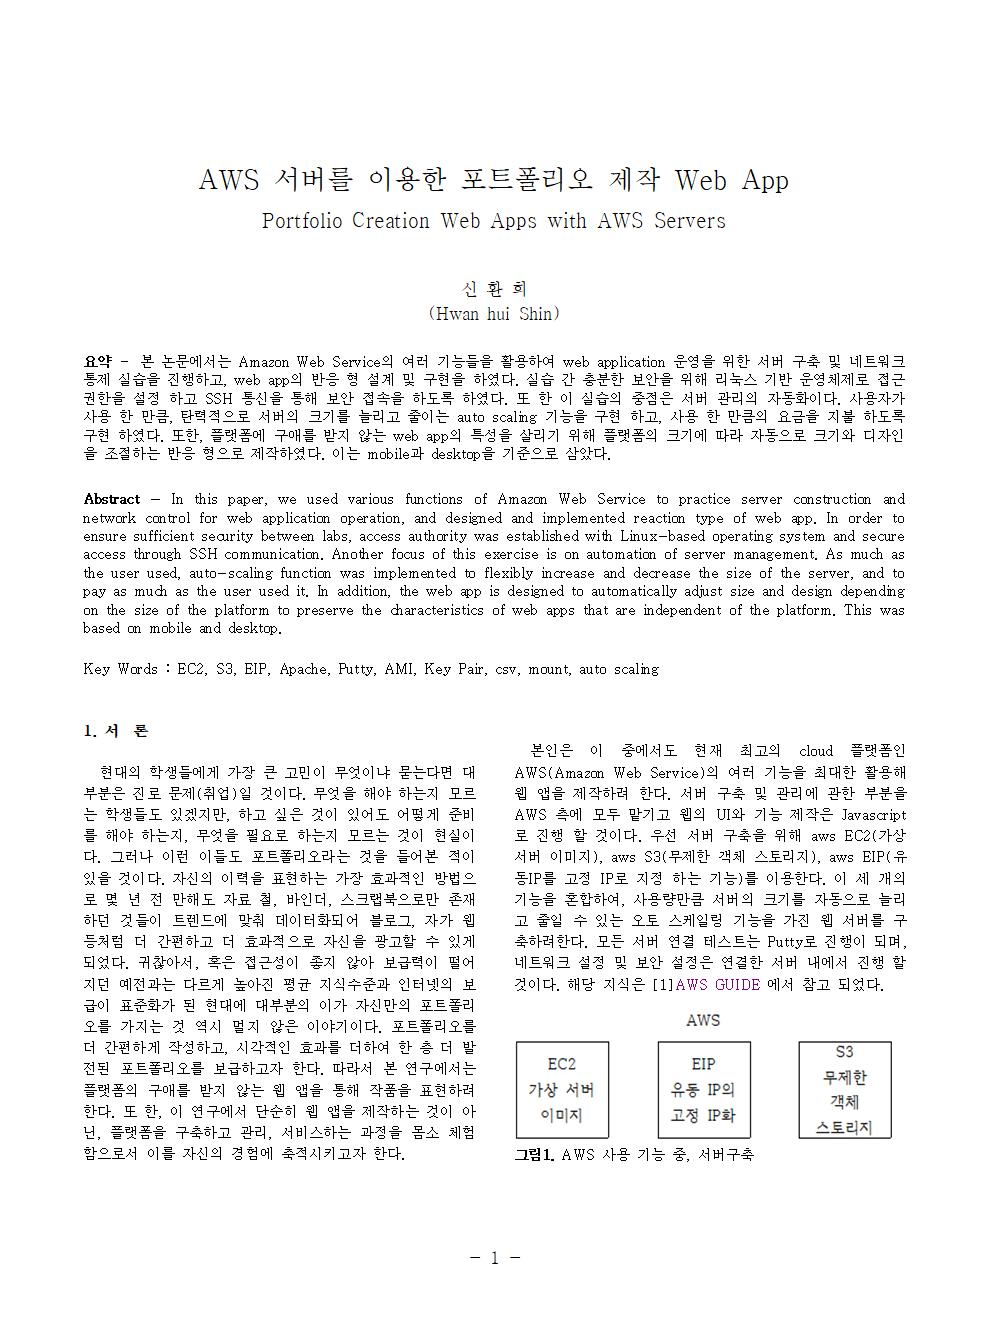 AWS 서버를 이용한 포트폴리오 제작 Web App
Portfolio Creation Web Apps with AWS Servers
신 환 희
(Hwan hui Shin)
요약 - 본 논문에서는 Amazon Web Service의 여러 기능들을 활용하여 web application 운영을 위한 서버 구축 및 네트워크
통제 실습을 진행하고, web app의 반응 형 설계 및 구현을 하였다. 실습 간 충분한 보안을 위해 리눅스 기반 운영체제로 접근
권한을 설정 하고 SSH 통신을 통해 보안 접속을 하도록 하였다. 또 한 이 실습의 중점은 서버 관리의 자동화이다. 사용자가
사용 한 만큼, 탄력적으로 서버의 크기를 늘리고 줄이는 auto scaling 기능을 구현 하고, 사용 한 만큼의 요금을 지불 하도록
구현 하였다. 또한, 플랫폼에 구애를 받지 않는 web app의 특성을 살리기 위해 플랫폼의 크기에 따라 자동으로 크기와 디자인
을 조절하는 반응 형으로 제작하였다. 이는 mobile과 desktop을 기준으로 삼았다.
Abstract - In this paper, we used various functions of Amazon Web Service to practice server construction and
network control for web application operation, and designed and implemented reaction type of web app. In order to
ensure sufficient security between labs, access authority was established with Linux-based operating system and secure
access through SSH communication. Another focus of this exercise is on automation of server management. As much as
the user used, auto-scaling function was implemented to flexibly increase and decrease the size of the server, and to
pay as much as the user used it. In addition, the web app is designed to automatically adjust size and design depending
on the size of the platform to preserve the characteristics of web apps that are independent of the platform. This was
based on mobile and desktop.
Key Words : EC2, S3, EIP, Apache, Putty, AMI, Key Pair, csv, mount, auto scaling
1. 서 론
현대의 학생들에게 가장 큰 고민이 무엇이냐 묻는다면 대
부분은 진로 문제(취업)일 것이다. 무엇을 해야 하는지 모르
는 학생들도 있겠지만, 하고 싶은 것이 있어도 어떻게 준비
를 해야 하는지, 무엇을 필요로 하는지 모르는 것이 현실이
다. 그러나 이런 이들도 포트폴리오라는 것을 들어본 적이
있을 것이다. 자신의 이력을 표현하는 가장 효과적인 방법으
로 몇 년 전 만해도 자료 철, 바인더, 스크랩북으로만 존재
하던 것들이 트렌드에 맞춰 데이터화되어 블로그, 자가 웹
등처럼 더 간편하고 더 효과적으로 자신을 광고할 수 있게
되었다. 귀찮아서, 혹은 접근성이 좋지 않아 보급력이 떨어
지던 예전과는 다르게 높아진 평균 지식수준과 인터넷의 보
급이 표준화가 된 현대에 대부분의 이가 자신만의 포트폴리
오를 가지는 것 역시 멀지 않은 이야기이다. 포트폴리오를
더 간편하게 작성하고, 시각적인 효과를 더하여 한 층 더 발
전된 포트폴리오를 보급하고자 한다. 따라서 본 연구에서는
플랫폼의 구애를 받지 않는 웹 앱을 통해 작품을 표현하려
한다. 또 한, 이 연구에서 단순히 웹 앱을 제작하는 것이 아
닌, 플랫폼을 구축하고 관리, 서비스하는 과정을 몸소 체험
함으로서 이를 자신의 경험에 축적시키고자 한다.
본인은 이 중에서도 현재 최고의 cloud 플랫폼인
AWS(Amazon Web Service)의 여러 기능을 최대한 활용해
웹 앱을 제작하려 한다. 서버 구축 및 관리에 관한 부분을
AWS 측에 모두 맡기고 웹의 UI와 기능 제작은 Javascript
로 진행 할 것이다. 우선 서버 구축을 위해 aws EC2(가상
서버 이미지), aws S3(무제한 객체 스토리지), aws EIP(유
동IP를 고정 IP로 지정 하는 기능)를 이용한다. 이 세 개의
기능을 혼합하여, 사용량만큼 서버의 크기를 자동으로 늘리
고 줄일 수 있는 오토 스케일링 기능을 가진 웹 서버를 구
축하려한다. 모든 서버 연결 테스트는 Putty로 진행이 되며,
네트워크 설정 및 보안 설정은 연결한 서버 내에서 진행 할
것이다. 해당 지식은 [1]AWS GUIDE 에서 참고 되었다.
AWS
EC2
가상 서버
이미지
EIP
유동 IP의
고정 IP화
S3
무제한
객체
스토리지
그림1. AWS 사용 기능 중, 서버구축
- 1 -